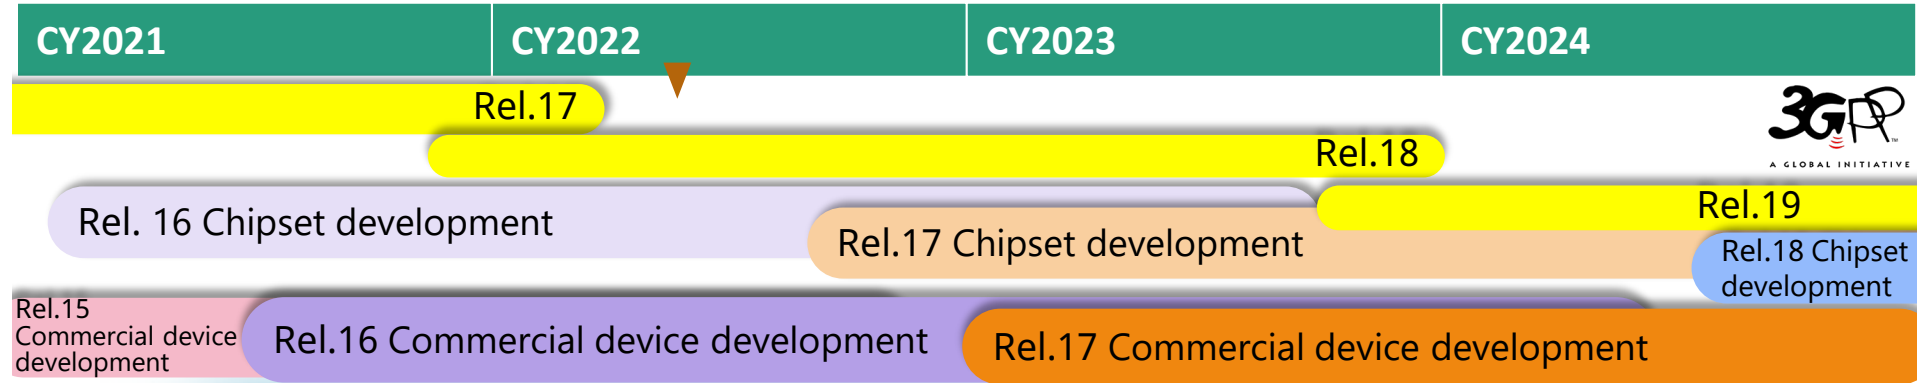 CY2021 CY2022 CY2023 CY2024
Rel.17
3GPP
TM
A GLOBAL INITIATIVE
Rel.18
Rel.19
Rel. 16 Chipset development
Rel.17 Chipset development
Rel.18 Chipset
development
Rel.15
Commercial device
development
Rel.16 Commercial device development
Rel.17 Commercial device development